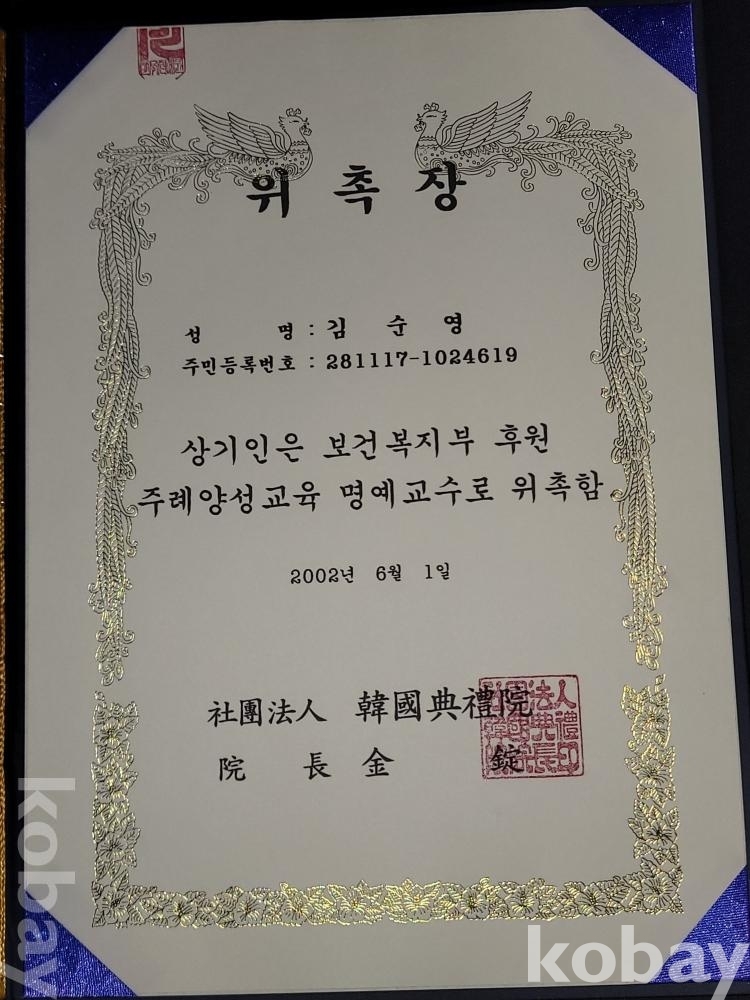 위촉장
성 명 : 김 순 영
주민등록번호 : 281117-1024619
상기인은 보건복지부 후원
주례양성교육 명예교수로 위촉함
2002년 6월 1일
社團法人 韓國典禮院
院 長 金 錠
kobay
kobay